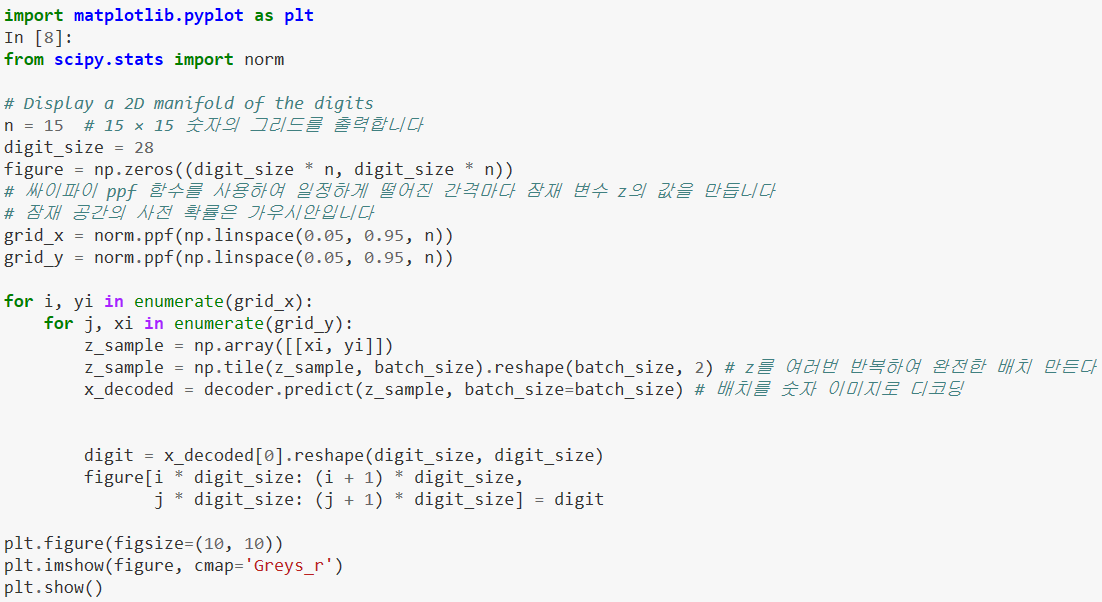 import matplotlib.pyplot as plt
In [8]:
from scipy.stats import norm
# Display a 2D manifold of the digits
n = 15  # 15 × 15 숫자의 그리드를 출력합니다
digit_size = 28
figure = np.zeros((digit_size * n, digit_size * n))
# 싸이파이 ppf 함수를 사용하여 일정하게 떨어진 간격마다 잠재 변수 z의 값을 만듭니다
# 잠재 공간의 사전 확률은 가우시안입니다
grid_x = norm.ppf(np.linspace(0.05, 0.95, n))
grid_y = norm.ppf(np.linspace(0.05, 0.95, n))
for i, yi in enumerate(grid_x):
    for j, xi in enumerate(grid_y):
        z_sample = np.array([[xi, yi]])
        z_sample = np.tile(z_sample, batch_size).reshape(batch_size, 2) # z를 여러번 반복하여 완전한 배치 만든다
        x_decoded = decoder.predict(z_sample, batch_size=batch_size) # 배치를 숫자 이미지로 디코딩
        digit = x_decoded[0].reshape(digit_size, digit_size)
        figure[i * digit_size: (i + 1) * digit_size,
               j * digit_size: (j + 1) * digit_size] = digit
plt.figure(figsize=(10, 10))
plt.imshow(figure, cmap='Greys_r')
plt.show()